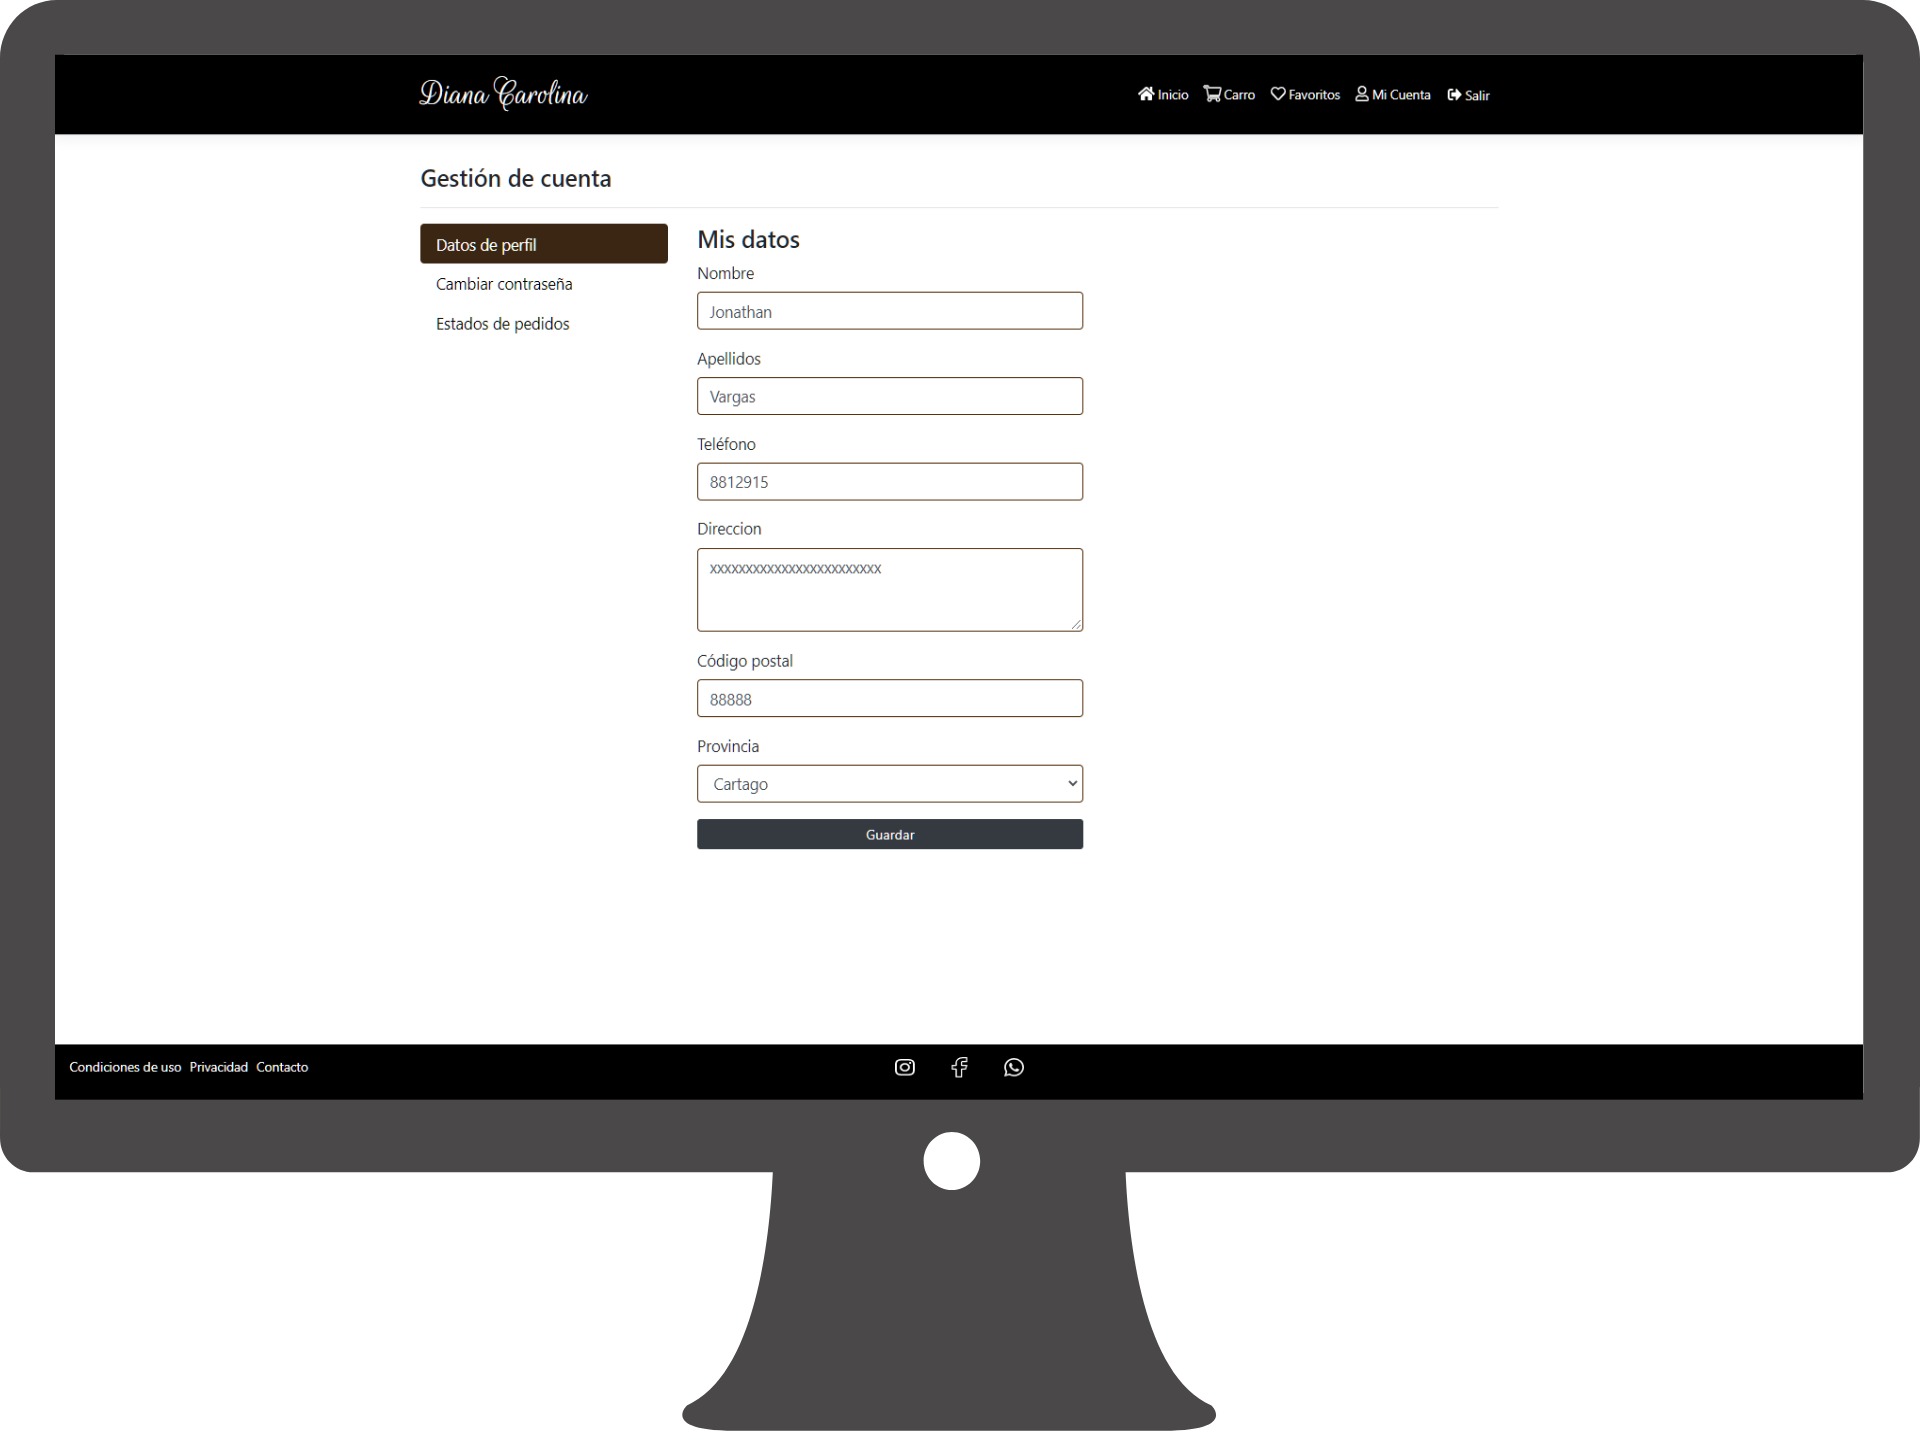 Diana Carolina
Inicio Carro Favoritos Mi Cuenta Salir
Gestión de cuenta
Datos de perfil
Cambiar contraseña
Estados de pedidos
Mis datos
Nombre
Jonathan
Apellidos
Vargas
Teléfono
8812915
Direccion
xxxxxxxxxxxxxxxxxxxxxxxx
Código postal
88888
Provincia
Cartago
Guardar
Condiciones de uso Privacidad Contacto